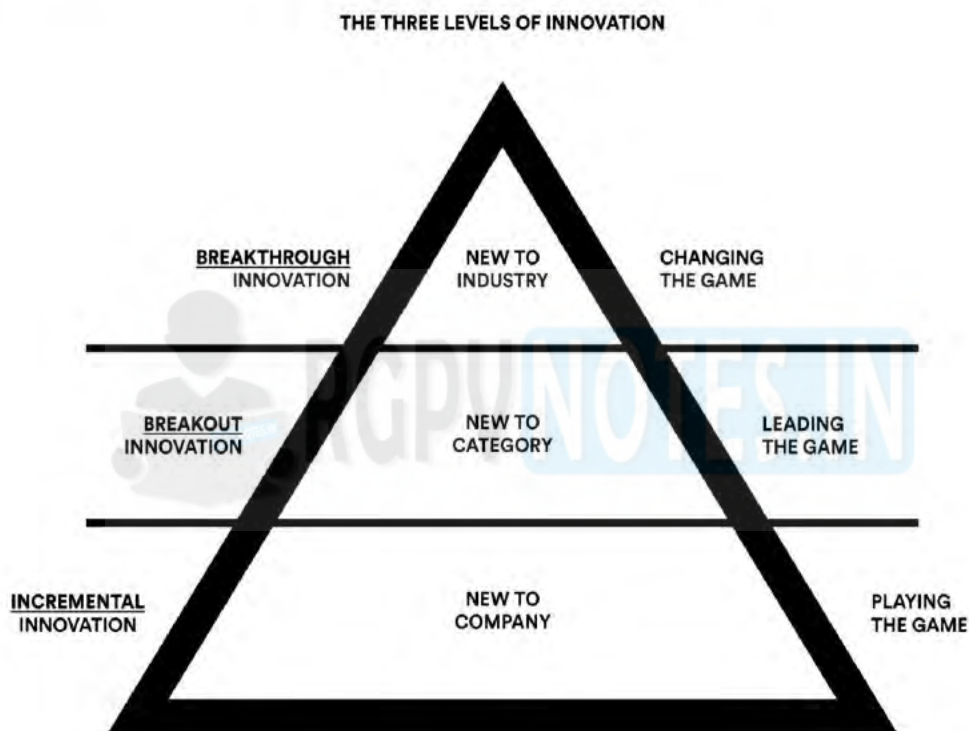 THE THREE LEVELS OF INNOVATION
BREAKTHROUGH
INNOVATION
NEW TO
INDUSTRY
CHANGING
THE GAME
RGPVNOTES.IN
BREAKOUT
INNOVATION
NEW TO
CATEGORY
LEADING
THE GAME
INCREMENTAL
INNOVATION
NEW TO
COMPANY
PLAYING
THE GAME